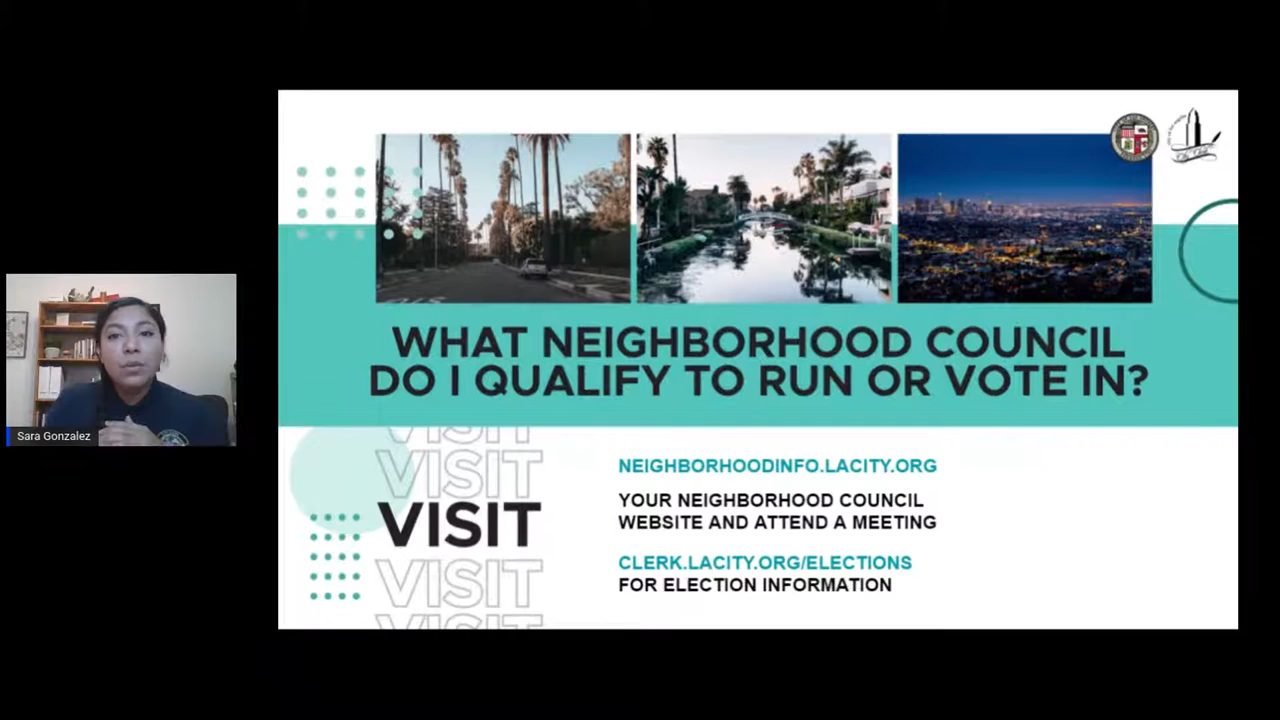 WHAT NEIGHBORHOOD COUNCIL
DO I QUALIFY TO RUN OR VOTE IN?
VISIT
VISIT
VISIT
VISIT
VISIT
NEIGHBORHOODINFO.LACITY.ORG
YOUR NEIGHBORHOOD COUNCIL
WEBSITE AND ATTEND A MEETING
CLERK.LACITY.ORG/ELECTIONS
FOR ELECTION INFORMATION
Sara Gonzalez